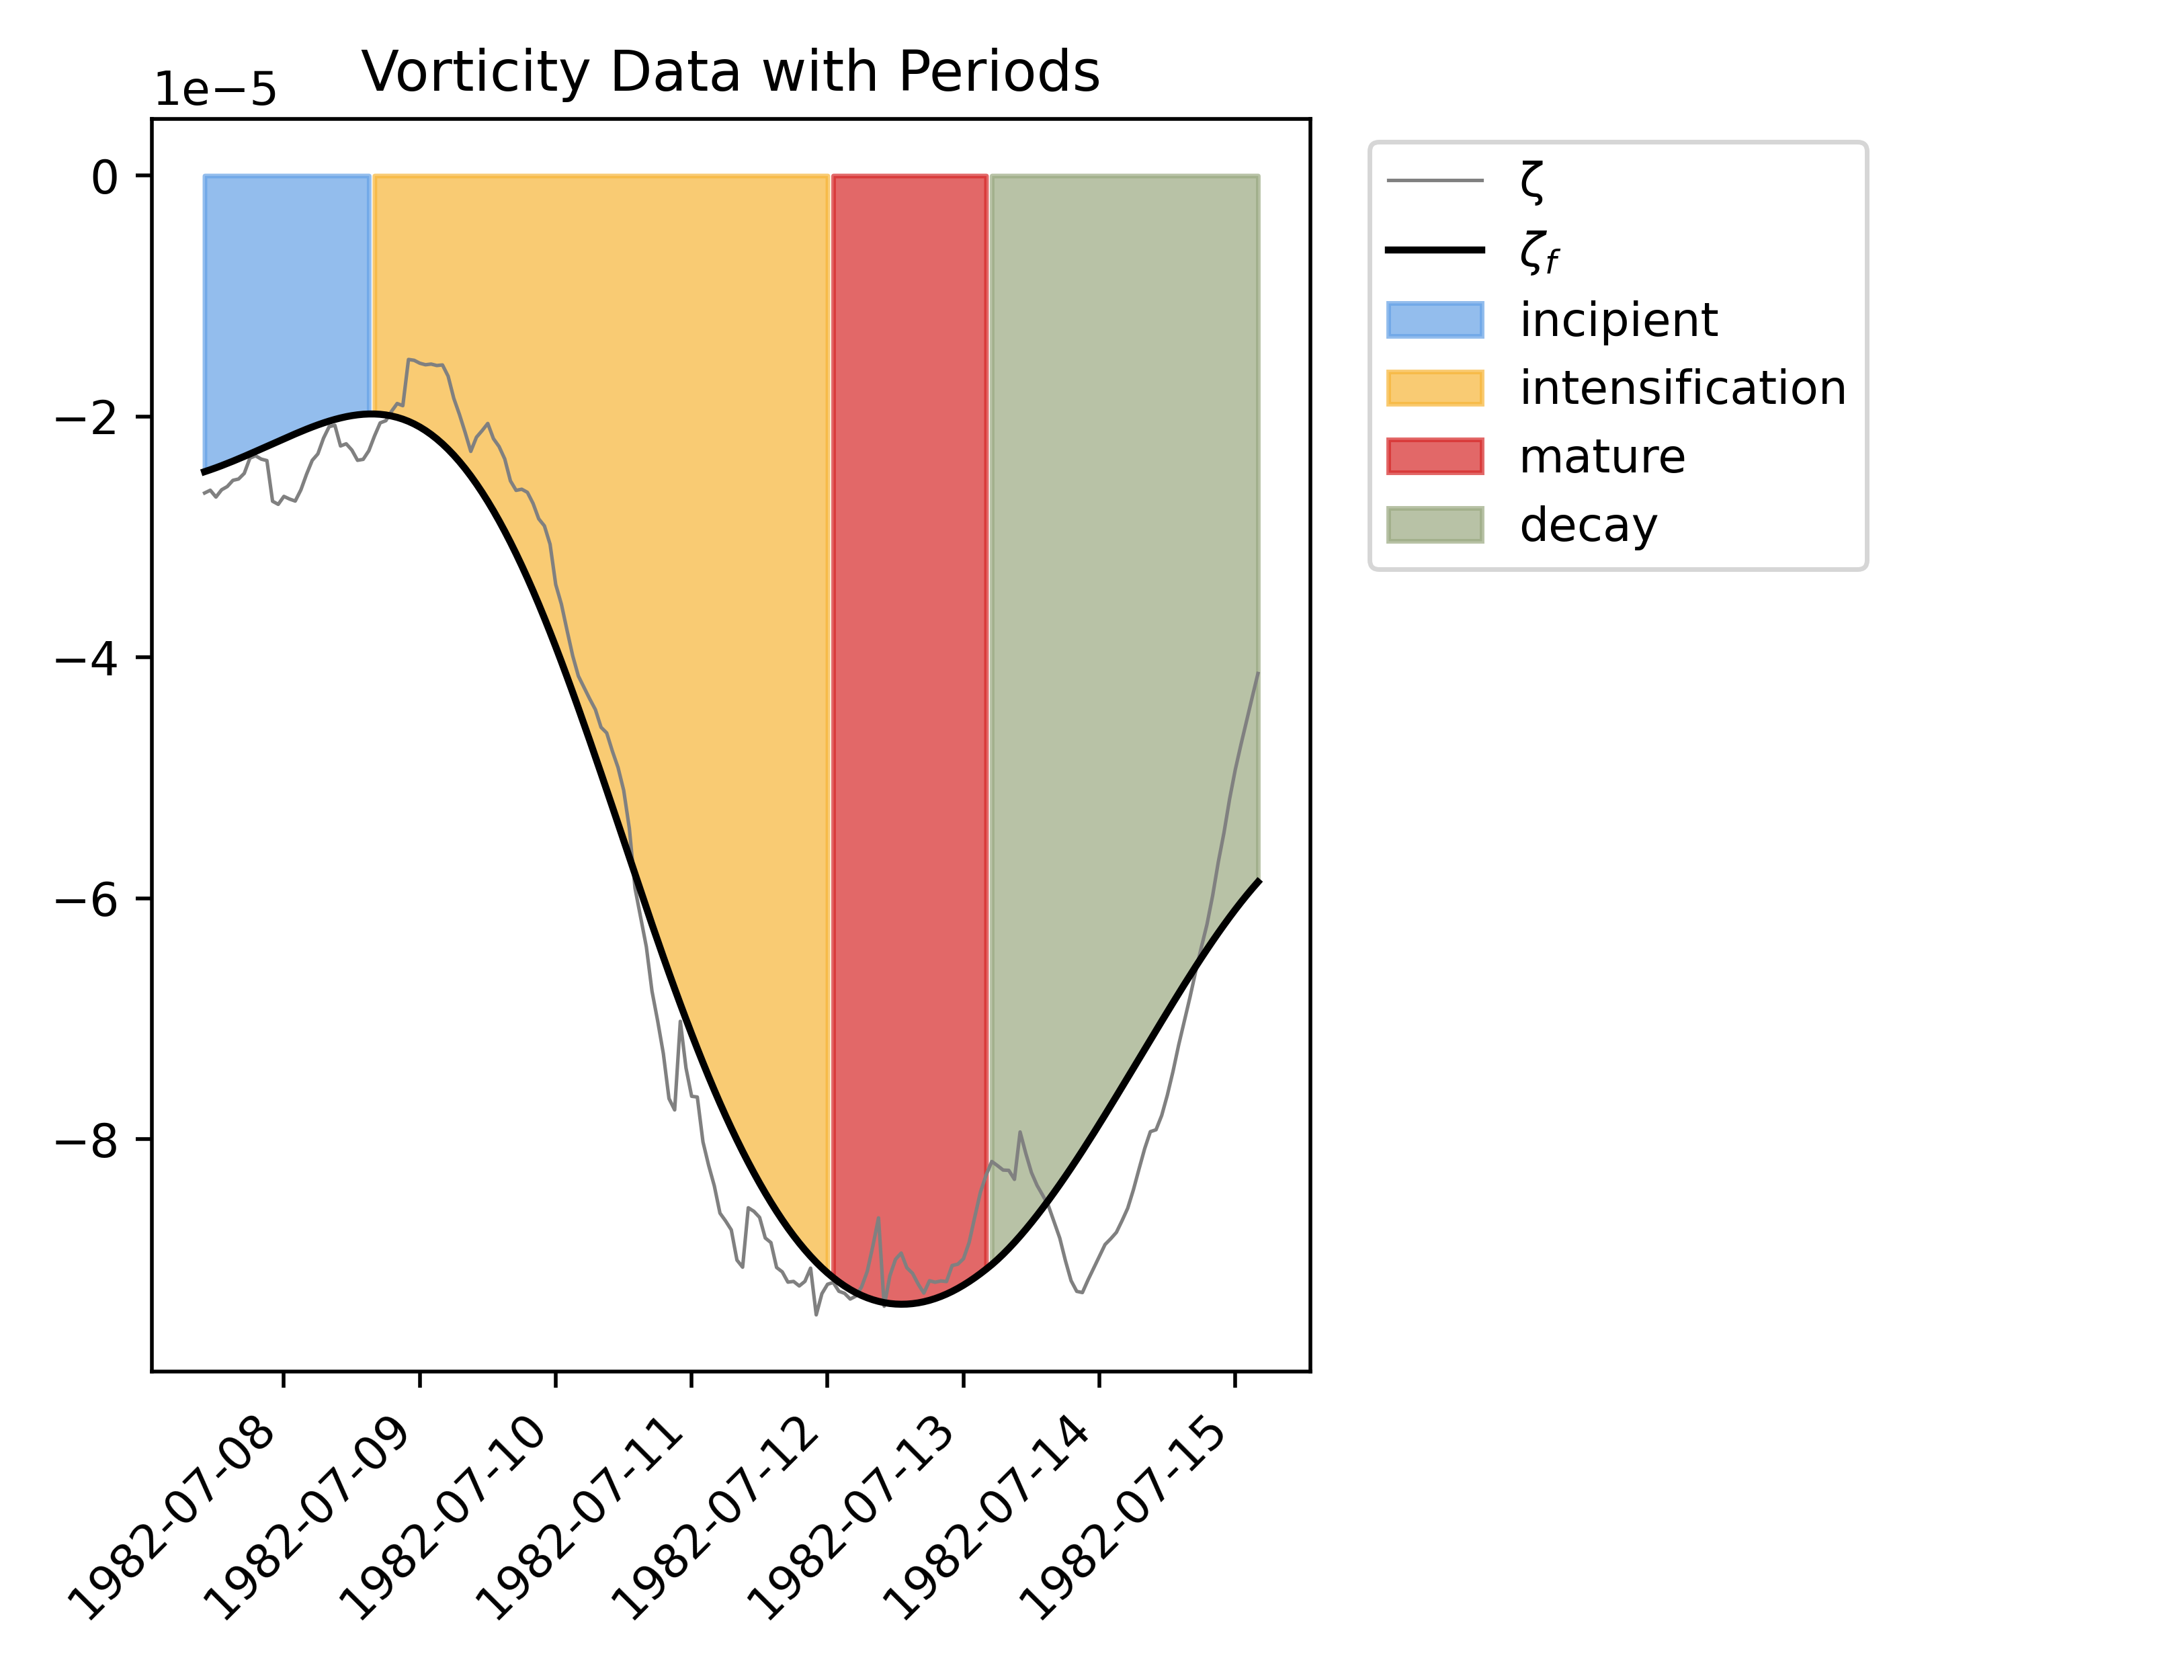 Vorticity Data with Periods
1e−5
0
−2
−4
−6
−8
1982-07-08
1982-07-09
1982-07-10
1982-07-11
1982-07-12
1982-07-13
1982-07-14
1982-07-15
ζ
ζf
incipient
intensification
mature
decay